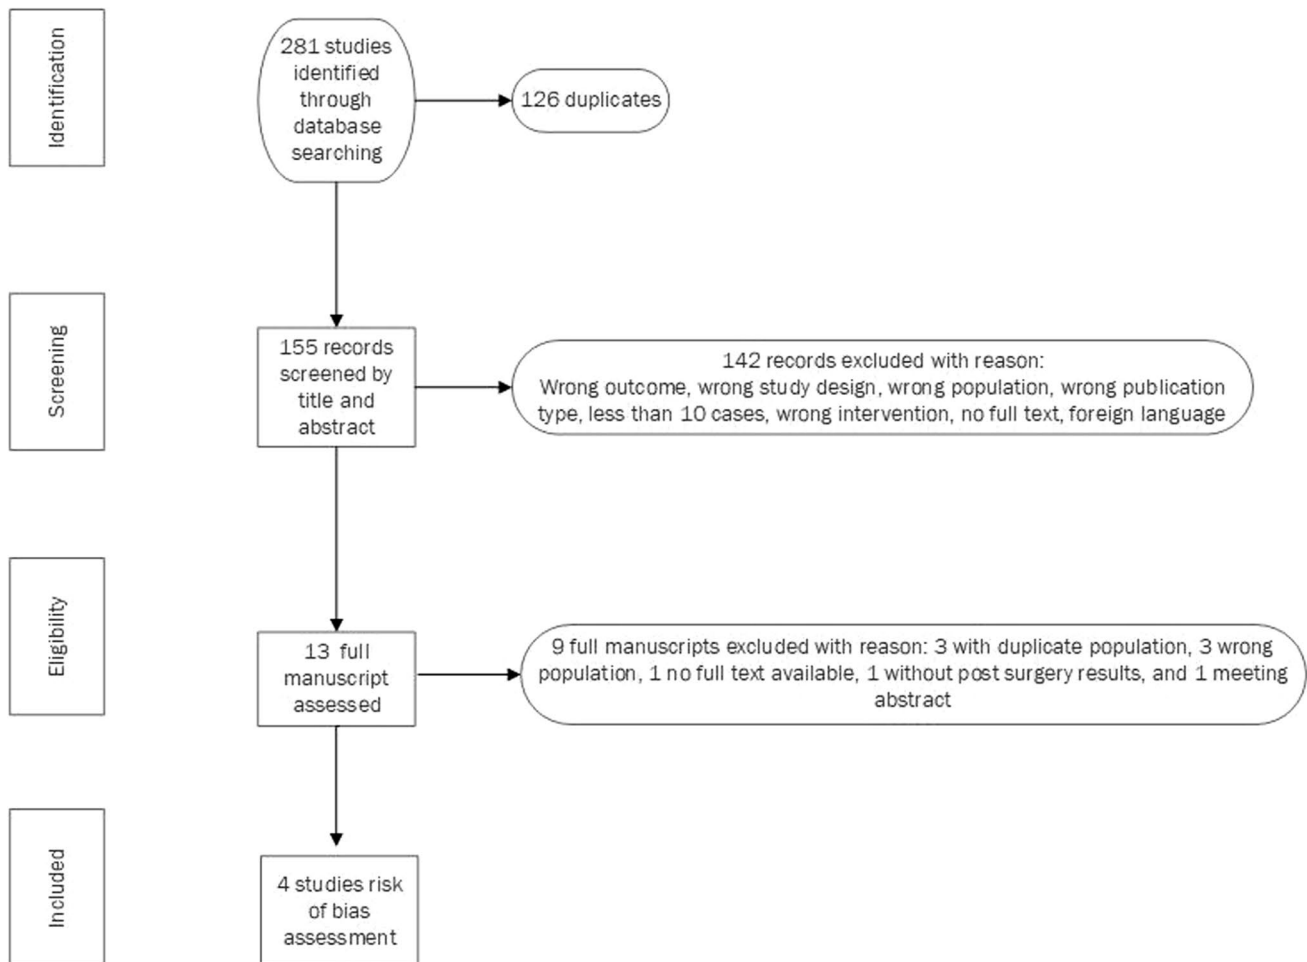 Identification
281 studies
identified
through
database
searching
126 duplicates
Screening
155 records
screened by
title and
abstract
142 records excluded with reason:
Wrong outcome, wrong study design, wrong population, wrong publication
type, less than 10 cases, wrong intervention, no full text, foreign language
Eligibility
13 full
manuscript
assessed
9 full manuscripts excluded with reason: 3 with duplicate population, 3 wrong
population, 1 no full text available, 1 without post surgery results, and 1 meeting
abstract
Included
4 studies risk
of bias
assessment